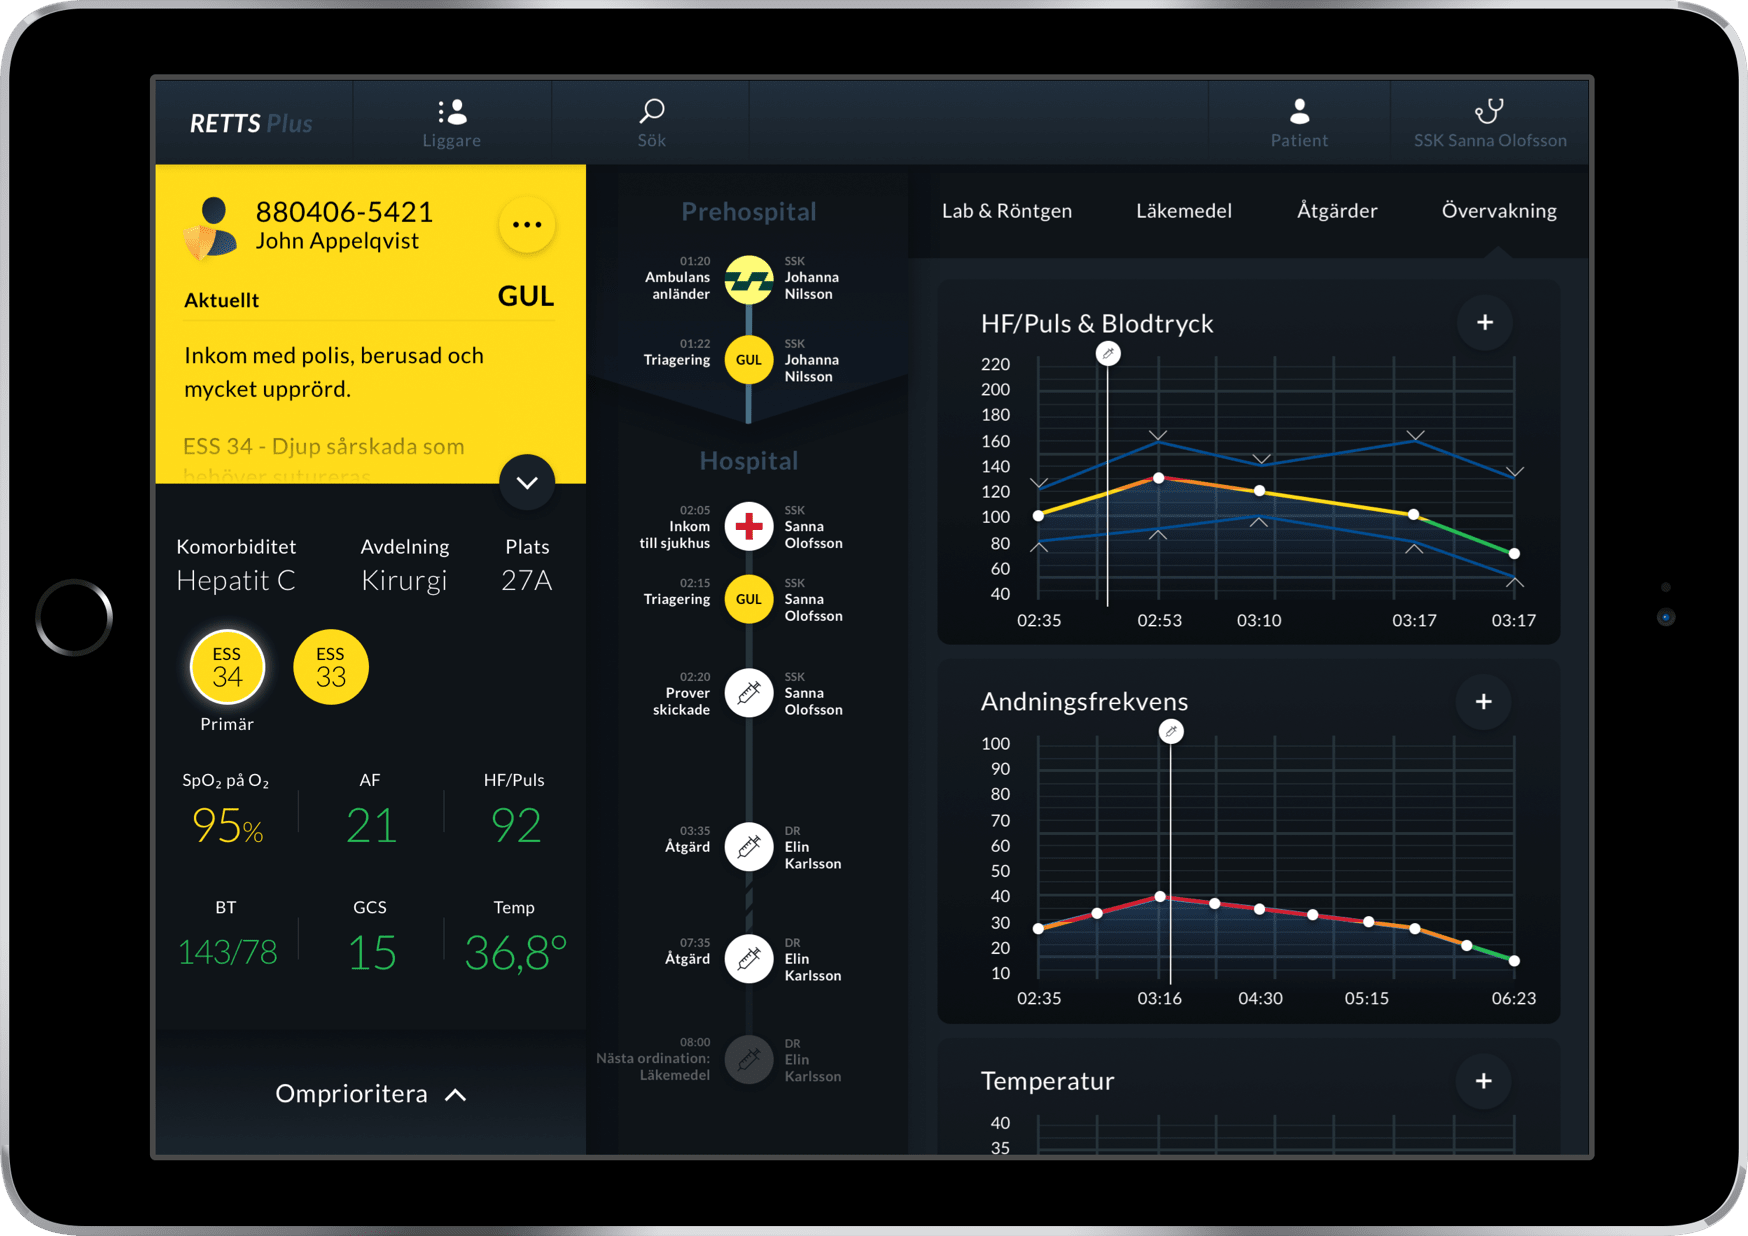 RETTS Plus
Liggare
Sök
Patient
SSK Sanna Olofsson
880406-5421
John Appelqvist
Aktuellt
GUL
Inkom med polis, berusad och
mycket upprörd.
ESS 34 - Djup sårskada som
behöver sutureras
Komorbiditet
Hepatit C
Avdelning
Kirurgi
Plats
27A
ESS
34
Primär
ESS
33
SpO₂ på O₂
95%
AF
21
HF/Puls
92
BT
143/78
GCS
15
Temp
36,8°
Omprioritera
Prehospital
01:20
Ambulans
anländer
SSK
Johanna
Nilsson
01:22
Triagering
GUL
SSK
Johanna
Nilsson
Hospital
02:05
Inkom
till sjukhus
SSK
Sanna
Olofsson
02:15
Triagering
GUL
SSK
Sanna
Olofsson
02:20
Prover
skickade
SSK
Sanna
Olofsson
03:35
Åtgärd
DR
Elin
Karlsson
07:35
Åtgärd
DR
Elin
Karlsson
08:00
Nästa ordination:
Läkemedel
DR
Elin
Karlsson
Lab & Röntgen
Läkemedel
Åtgärder
Övervakning
HF/Puls & Blodtryck
+
220
200
180
160
140
120
100
80
60
40
02:35 02:53 03:10 03:17 03:17
Andningsfrekvens
+
100
90
80
70
60
50
40
30
20
10
02:35 03:16 04:30 05:15 06:23
Temperatur
+
40
35